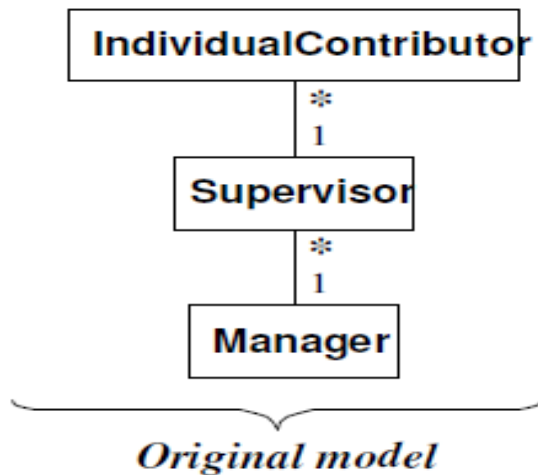 IndividualContributor
*
1
Supervisor
*
1
Manager
Original model